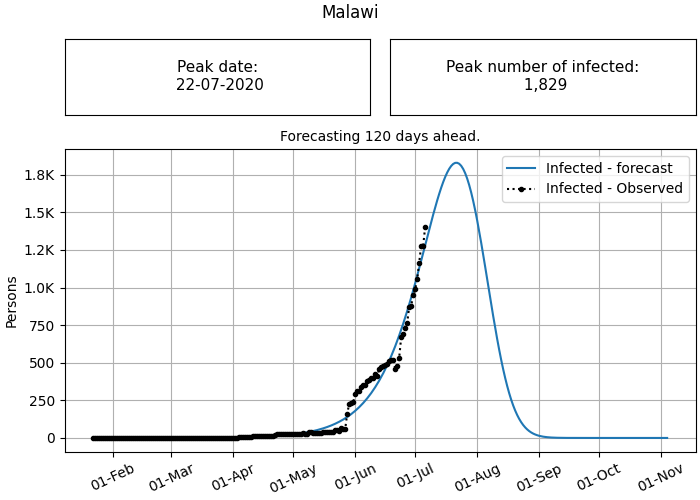 Malawi
Peak date:
22-07-2020
Peak number of infected:
1,829
Forecasting 120 days ahead.
Infected - forecast
Infected - Observed
Persons
1.8K
1.5K
1.2K
1.0K
750
500
250
0
01-Feb
01-Mar
01-Apr
01-May
01-Jun
01-Jul
01-Aug
01-Sep
01-Oct
01-Nov